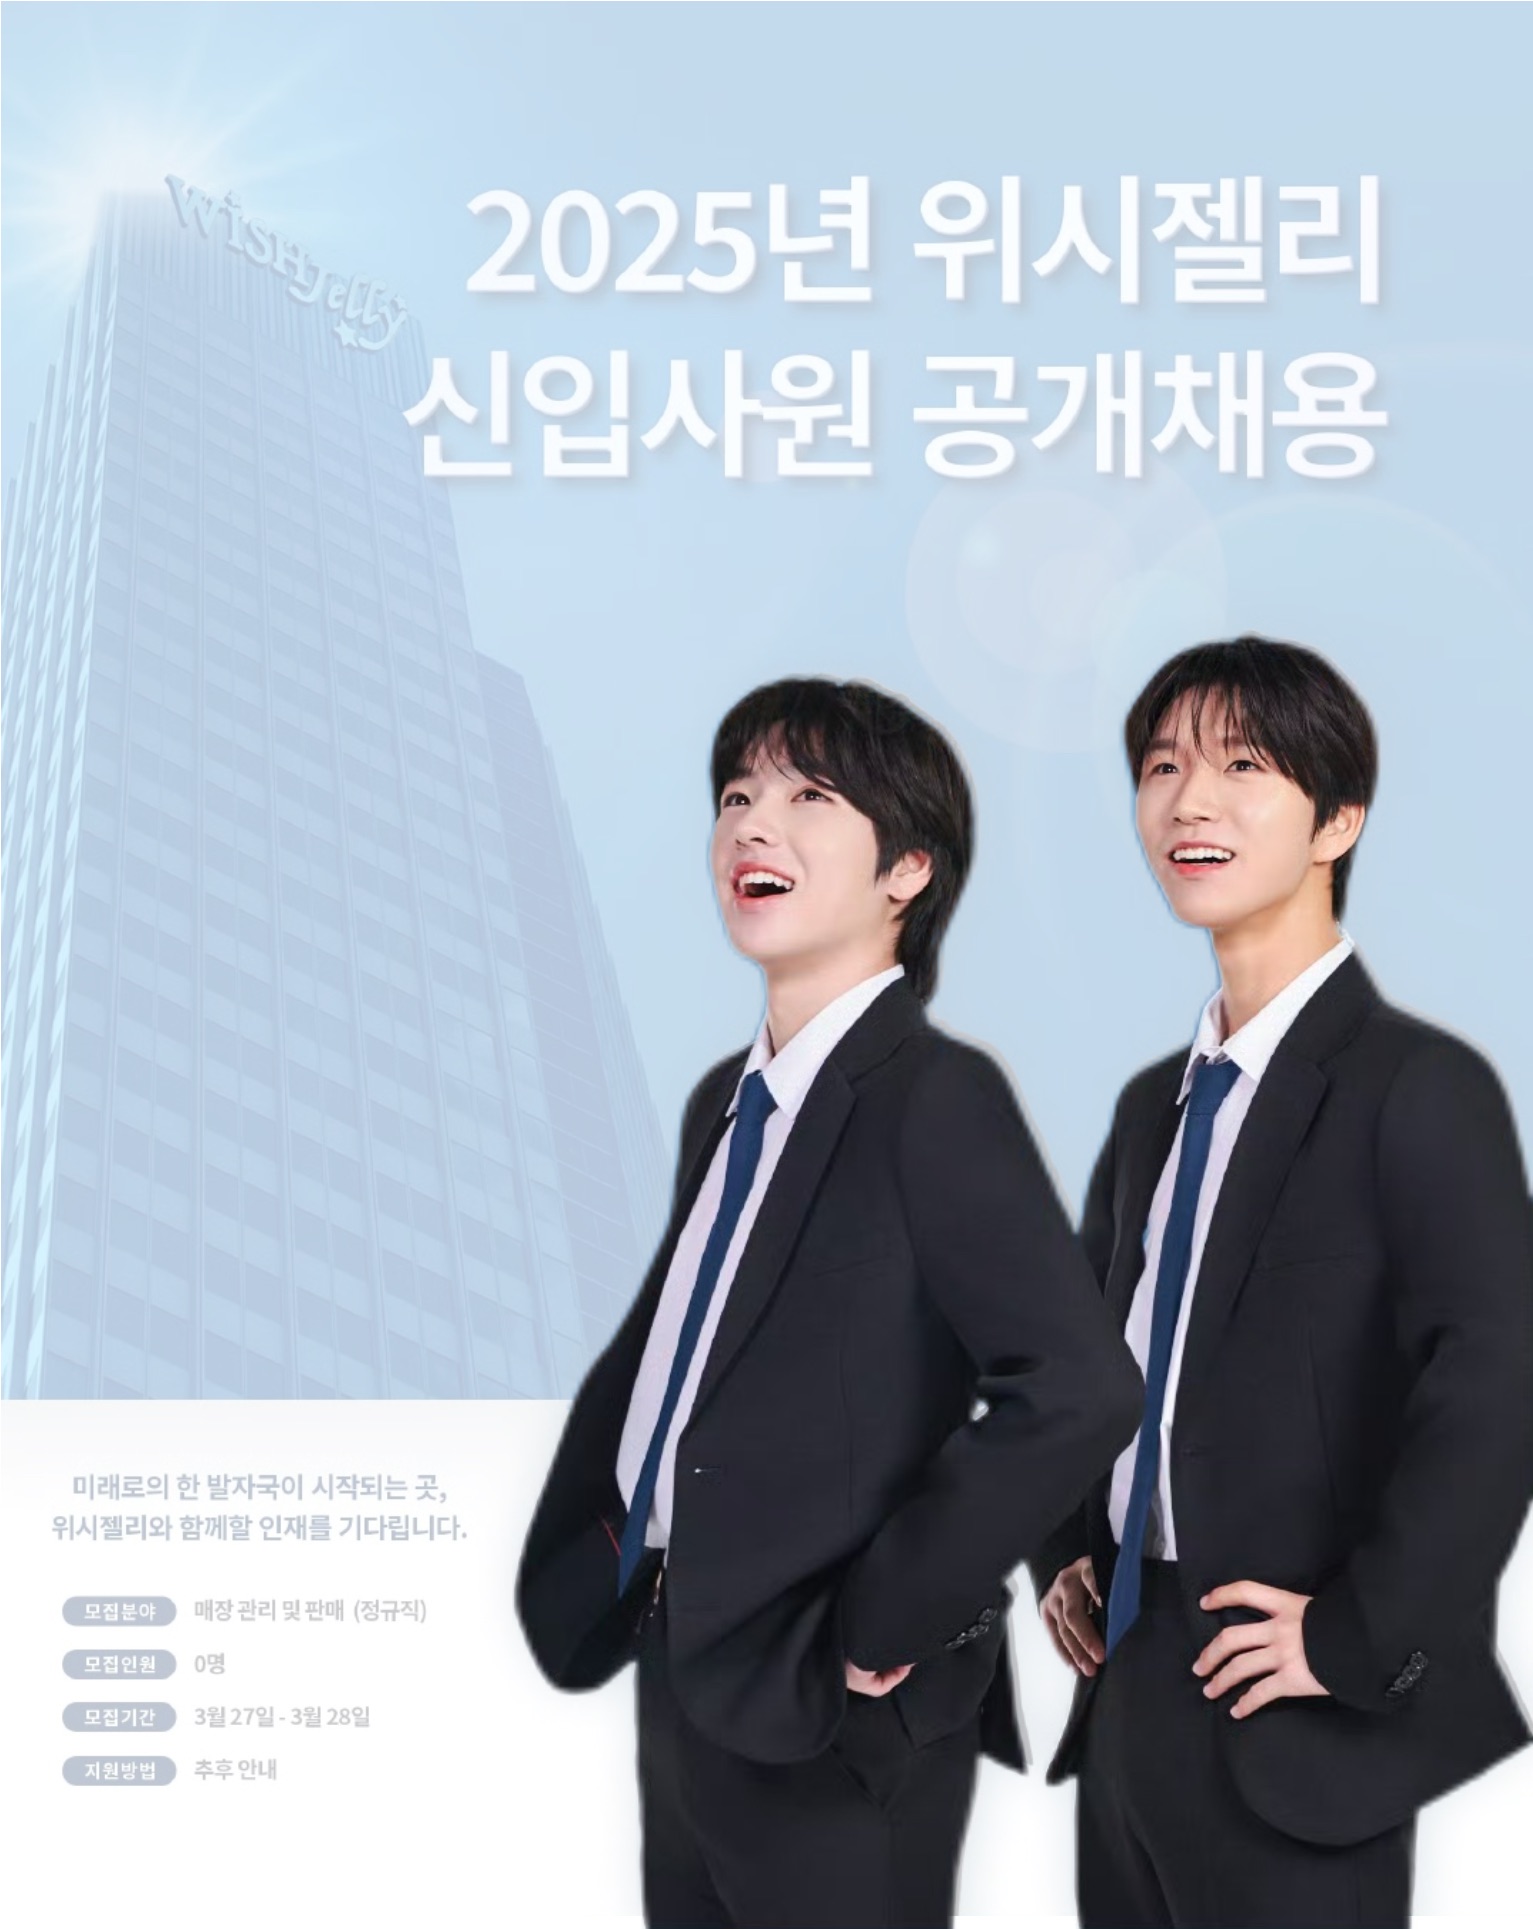 WiSHJelly
2025년 위시젤리
신입사원 공개채용
미래로의 한 발자국이 시작되는 곳,
위시젤리와 함께할 인재를 기다립니다.
모집분야 매장 관리 및 판매 (정규직)
모집인원 0명
모집기간 3월 27일 - 3월 28일
지원방법 추후 안내